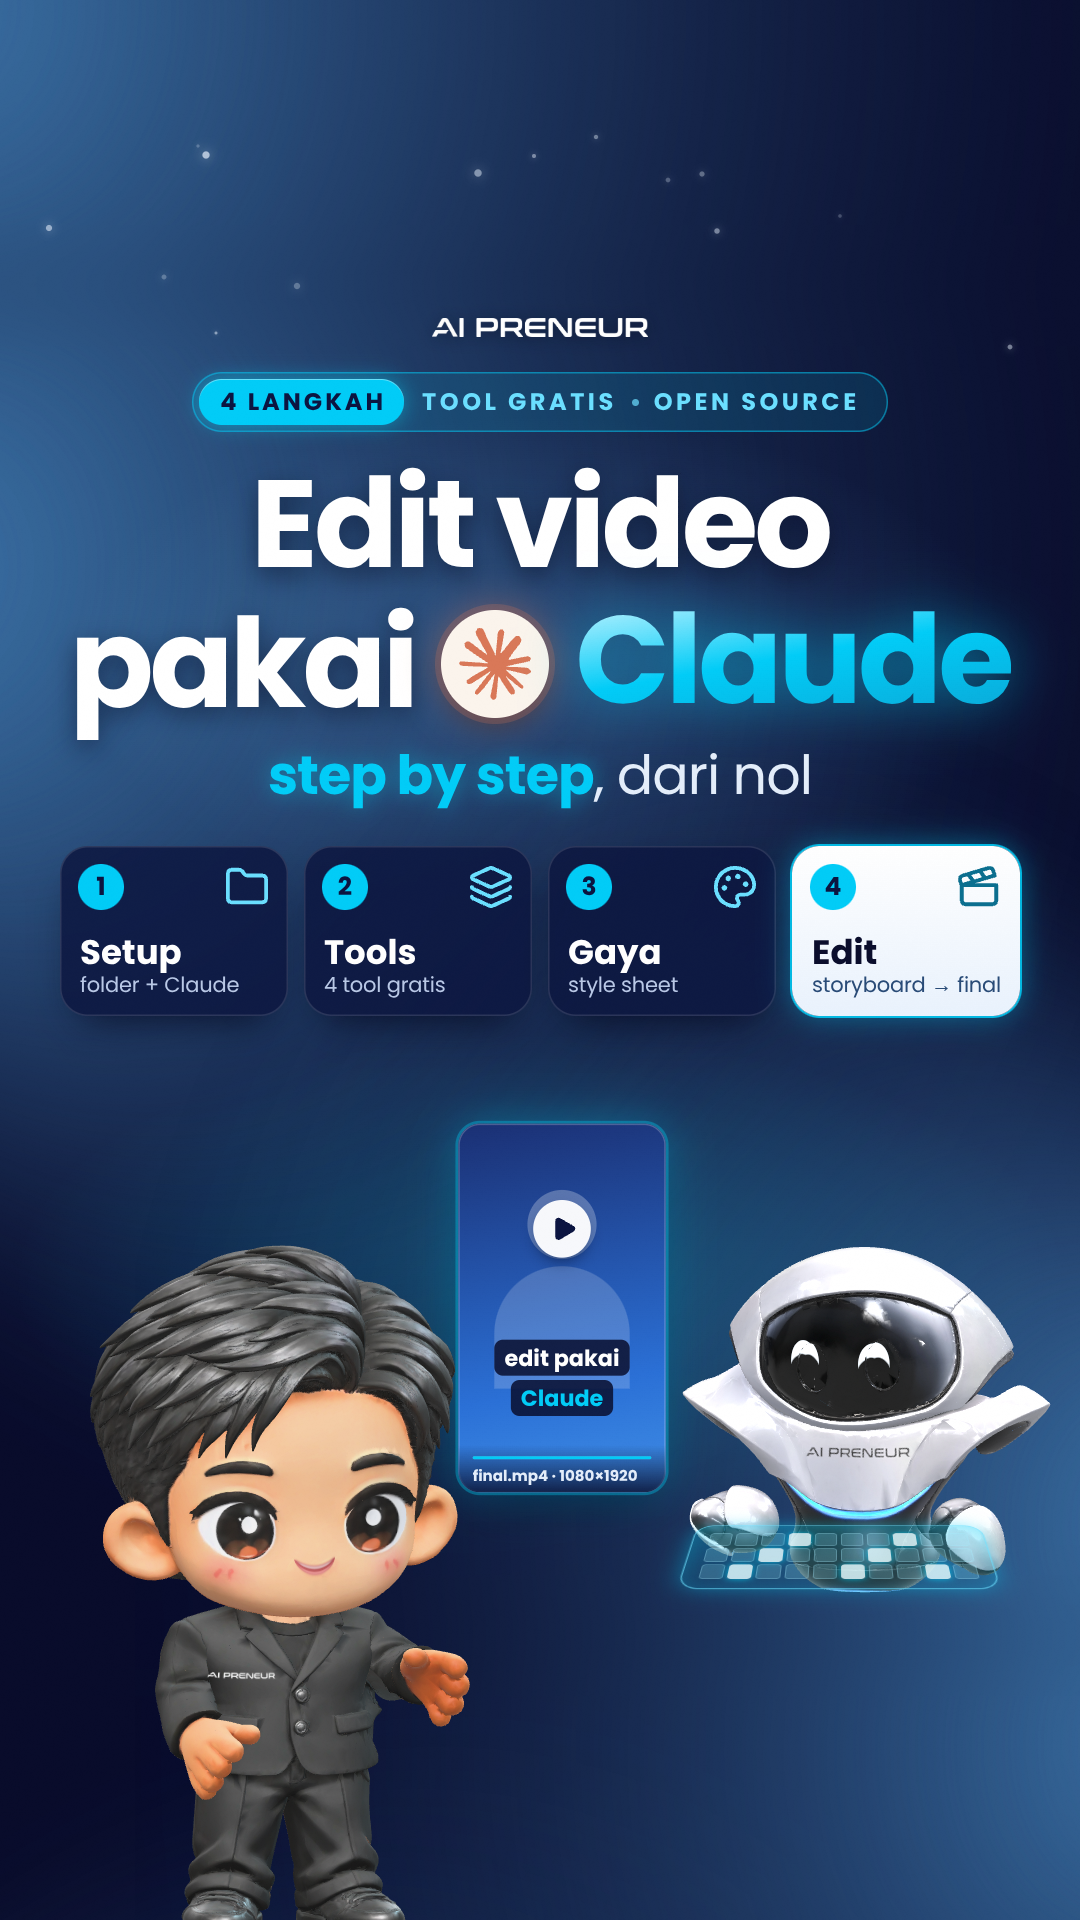 AI PRENEUR
4 LANGKAH TOOL GRATIS • OPEN SOURCE
Edit video
pakai Claude
step by step, dari nol
1
Setup
folder + Claude
2
Tools
4 tool gratis
3
Gaya
style sheet
4
Edit
storyboard → final
edit pakai
Claude
final.mp4 · 1080×1920
AI PRENEUR
AI PRENEUR